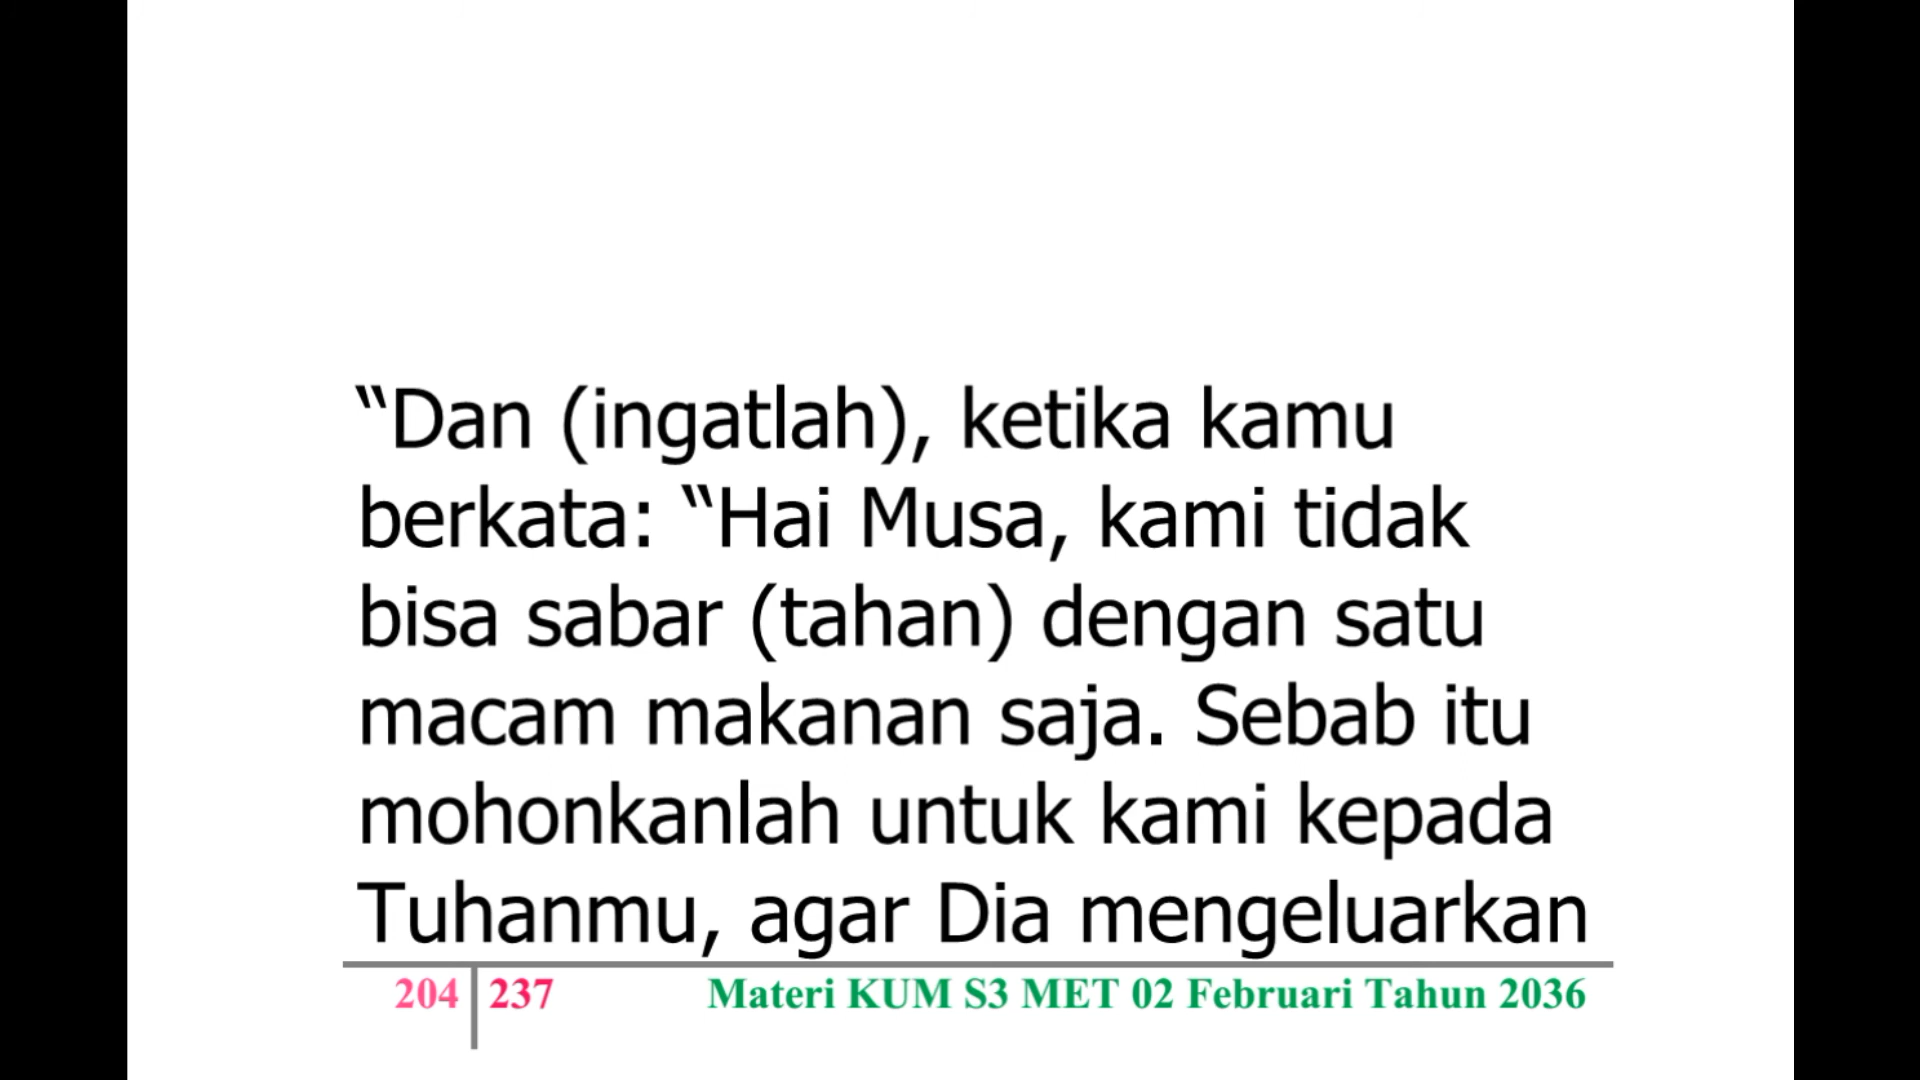 “Dan (ingatlah), ketika kamu
berkata: “Hai Musa, kami tidak
bisa sabar (tahan) dengan satu
macam makanan saja. Sebab itu
mohonkanlah untuk kami kepada
Tuhanmu, agar Dia mengeluarkan
204 237 Materi KUM S3 MET 02 Februari Tahun 2036